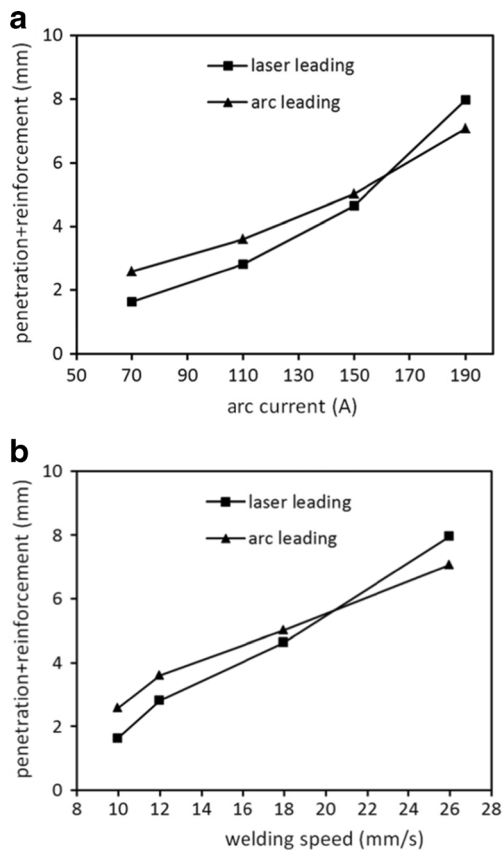 a
penetration+reinforcement (mm)
10
8
6
4
2
0
laser leading
arc leading
50 70 90 110 130 150 170 190
arc current (A)
b
penetration+reinforcement (mm)
10
8
6
4
2
0
laser leading
arc leading
8 10 12 14 16 18 20 22 24 26 28
welding speed (mm/s)